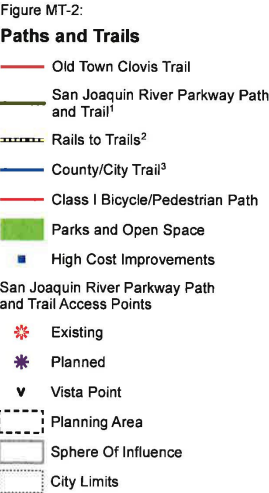 Figure MT-2:
Paths and Trails
Old Town Clovis Trail
San Joaquin River Parkway Path
and Trail¹
Rails to Trails²
County/City Trail³
Class I Bicycle/Pedestrian Path
Parks and Open Space
High Cost Improvements
San Joaquin River Parkway Path
and Trail Access Points
Existing
Planned
Vista Point
Planning Area
Sphere Of Influence
City Limits